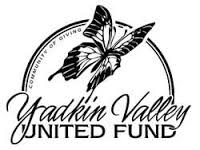 COMMUNITY OF GIVING
Yadkin Valley
UNITED FUND